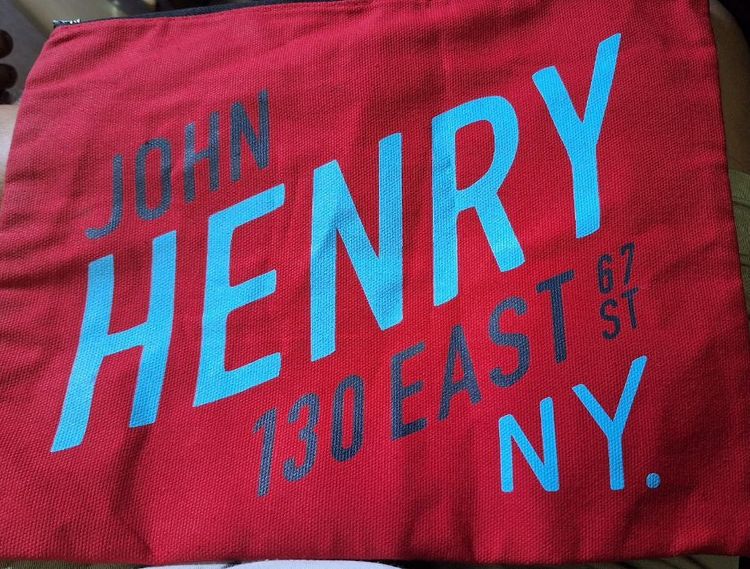 JOHN
HENRY
130 EAST 67 ST
NY.